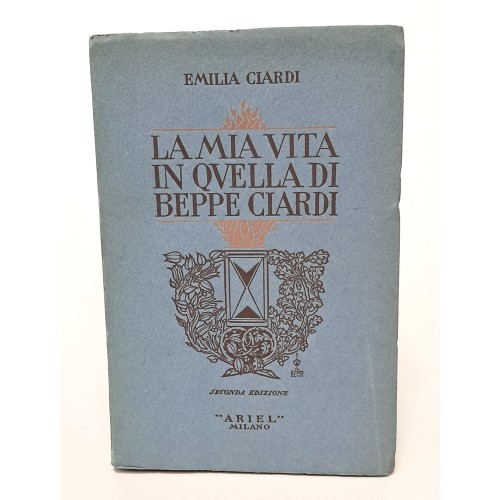 EMILIA CIARDI
LA MIA VITA
IN QVELLA DI
BEPPE CIARDI
SECONDA EDIZIONE
"ARIEL"
MILANO